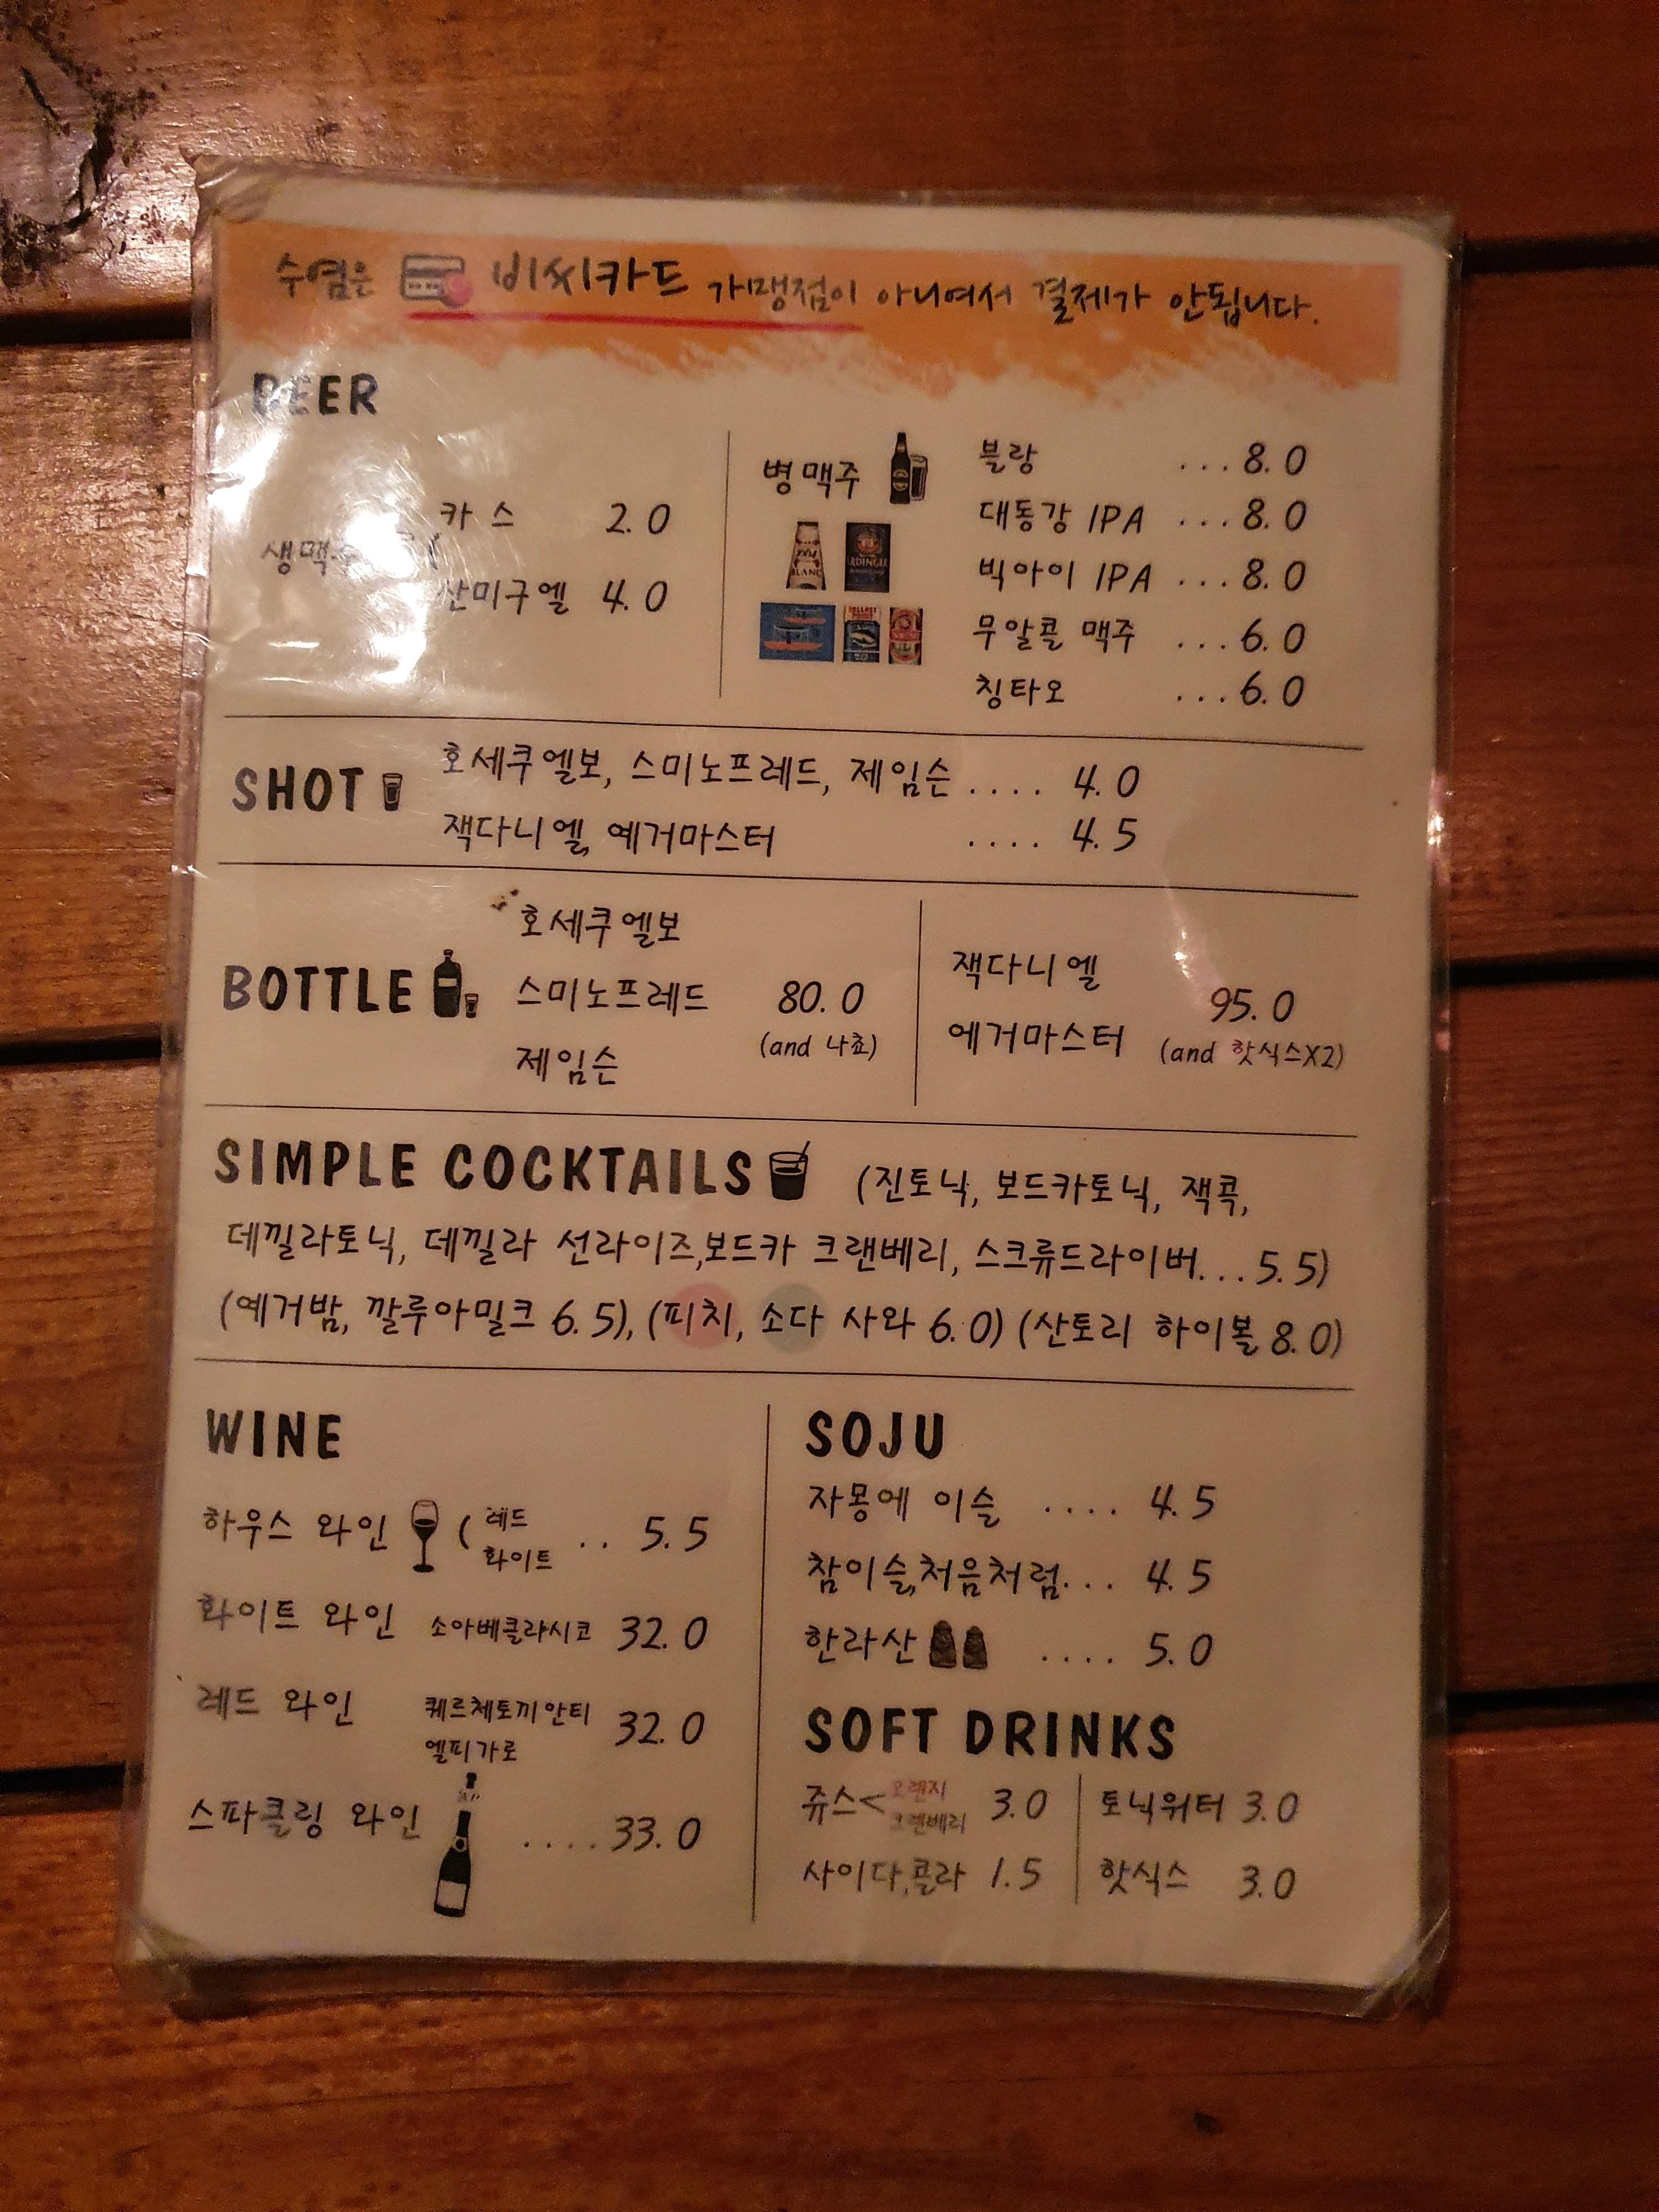 수염은 비씨카드 가맹점이 아니여서 결제가 안됩니다.
BEER
생맥주
카스 2.0
산미구엘 4.0
병맥주
블랑 ...8.0
대동강 IPA ...8.0
빅아이 IPA ...8.0
무알콜 맥주 ...6.0
칭타오 ...6.0
BLANC
SHOT
호세쿠엘보, 스미노프레드, 제임슨.... 4.0
잭다니엘, 예거마스터 .... 4.5
BOTTLE
호세쿠엘보
스미노프레드
제임슨
80.0
(and 나쵸)
잭다니엘
에거마스터
95.0
(and 핫식스X2)
SIMPLE COCKTAILS (진토닉, 보드카토닉, 잭콕,
데낄라토닉, 데낄라 선라이즈,보드카 크랜베리, 스크류드라이버...5.5)
(예거밤, 깔루아밀크 6.5), (피치, 소다 사와 6.0) (산토리 하이볼 8.0)
WINE
하우스 와인 ( 레드 화이트 .. 5.5
화이트 와인 소아베클라시코 32.0
레드 와인 퀘르체토끼안티 엘피가로 32.0
스파클링 와인 ....33.0
SOJU
자몽에 이슬 .... 4.5
참이슬,처음처럼... 4.5
한라산 .... 5.0
SOFT DRINKS
쥬스< 오렌지 크렌베리 3.0
사이다,콜라 1.5
토닉워터 3.0
핫식스 3.0